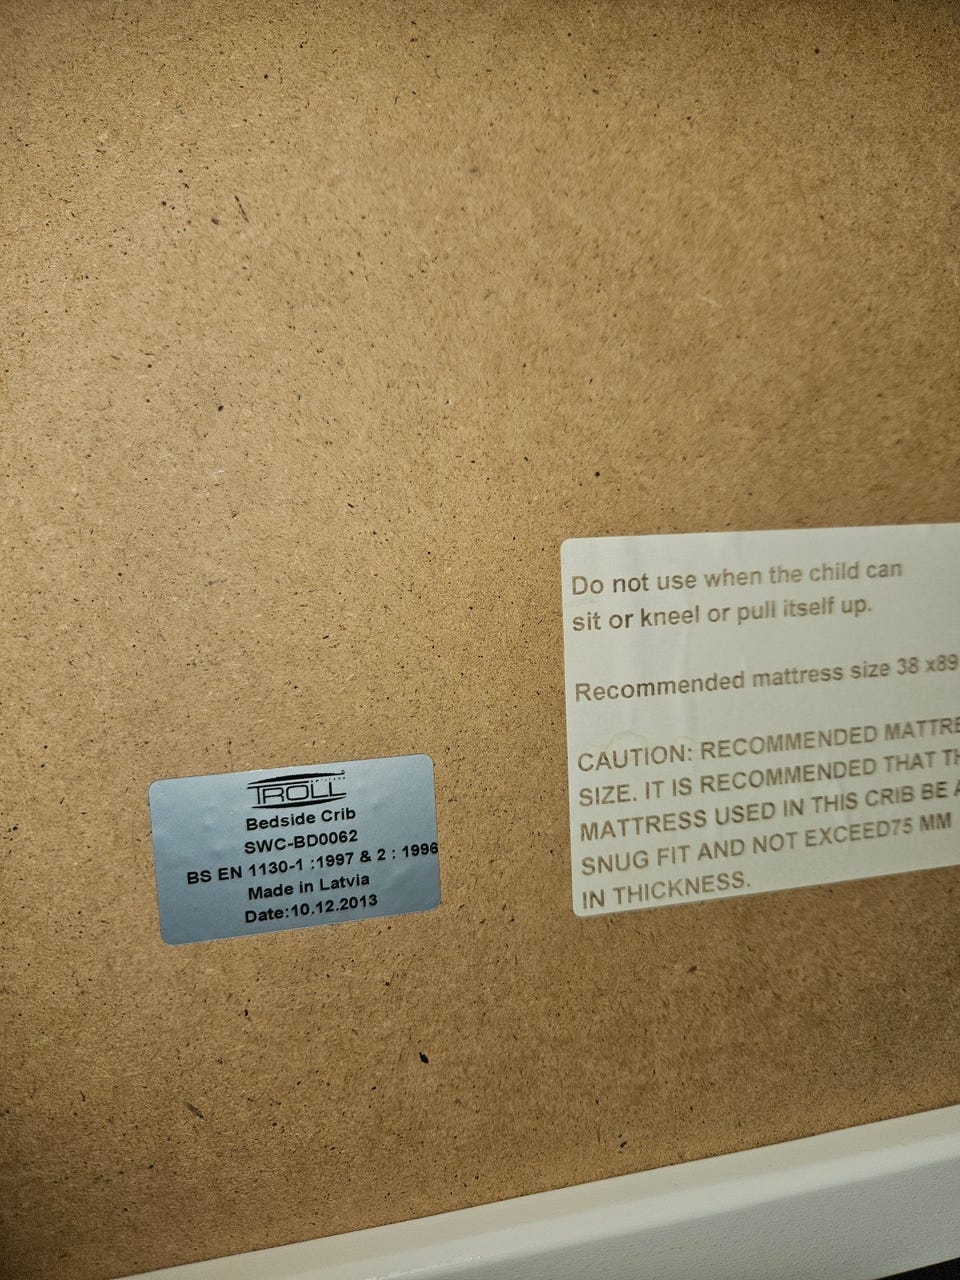 TROLL
Bedside Crib
SWC-BD0062
BS EN 1130-1 :1997 & 2 : 1996
Made in Latvia
Date:10.12.2013
Do not use when the child can
sit or kneel or pull itself up.
Recommended mattress size 38 x89
CAUTION: RECOMMENDED MATTRE
SIZE. IT IS RECOMMENDED THAT TH
MATTRESS USED IN THIS CRIB BE A
SNUG FIT AND NOT EXCEED75 MM
IN THICKNESS.